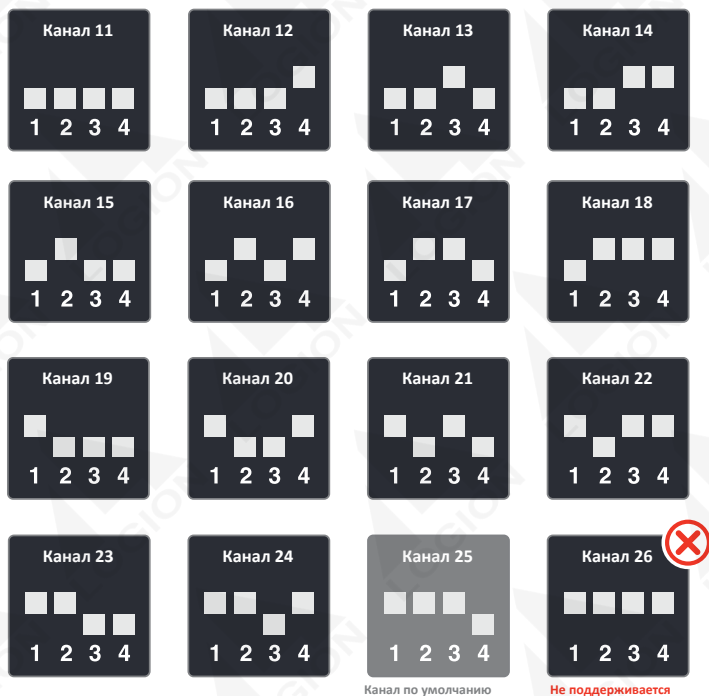 Канал 11
Канал 12
Канал 13
Канал 14
1 2 3 4
1 2 3 4
1 2 3 4
1 2 3 4
Канал 15
Канал 16
Канал 17
Канал 18
1 2 3 4
1 2 3 4
1 2 3 4
1 2 3 4
Канал 19
Канал 20
Канал 21
Канал 22
1 2 3 4
1 2 3 4
1 2 3 4
1 2 3 4
Канал 23
Канал 24
Канал 25
Канал 26
1 2 3 4
1 2 3 4
1 2 3 4
1 2 3 4
Канал по умолчанию
Не поддерживается